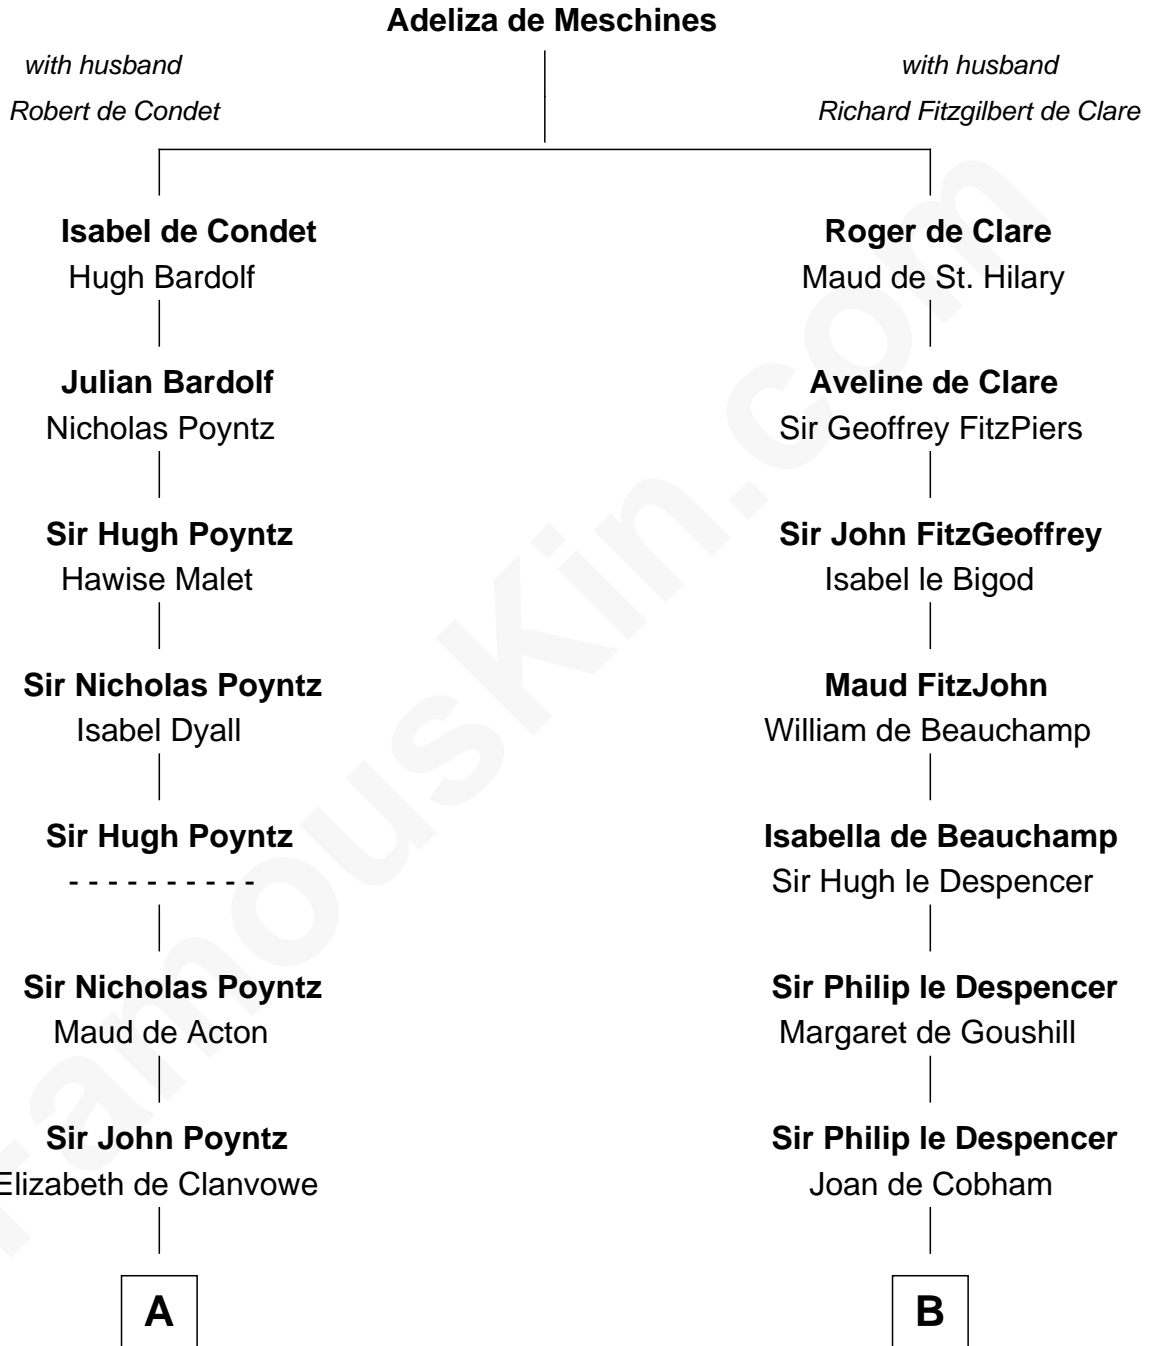 Adeliza de Meschines
with husband
Robert de Condet
with husband
Richard Fitzgilbert de Clare
Isabel de Condet
Hugh Bardolf
Roger de Clare
Maud de St. Hilary
Julian Bardolf
Nicholas Poyntz
Aveline de Clare
Sir Geoffrey FitzPiers
Sir Hugh Poyntz
Hawise Malet
Sir John FitzGeoffrey
Isabel le Bigod
Sir Nicholas Poyntz
Isabel Dyall
Maud FitzJohn
William de Beauchamp
Sir Hugh Poyntz
- - - - - - - - - -
Isabella de Beauchamp
Sir Hugh le Despencer
Sir Nicholas Poyntz
Maud de Acton
Sir Philip le Despencer
Margaret de Goushill
Sir John Poyntz
Elizabeth de Clanvowe
Sir Philip le Despencer
Joan de Cobham
A
B
FamousKin.com